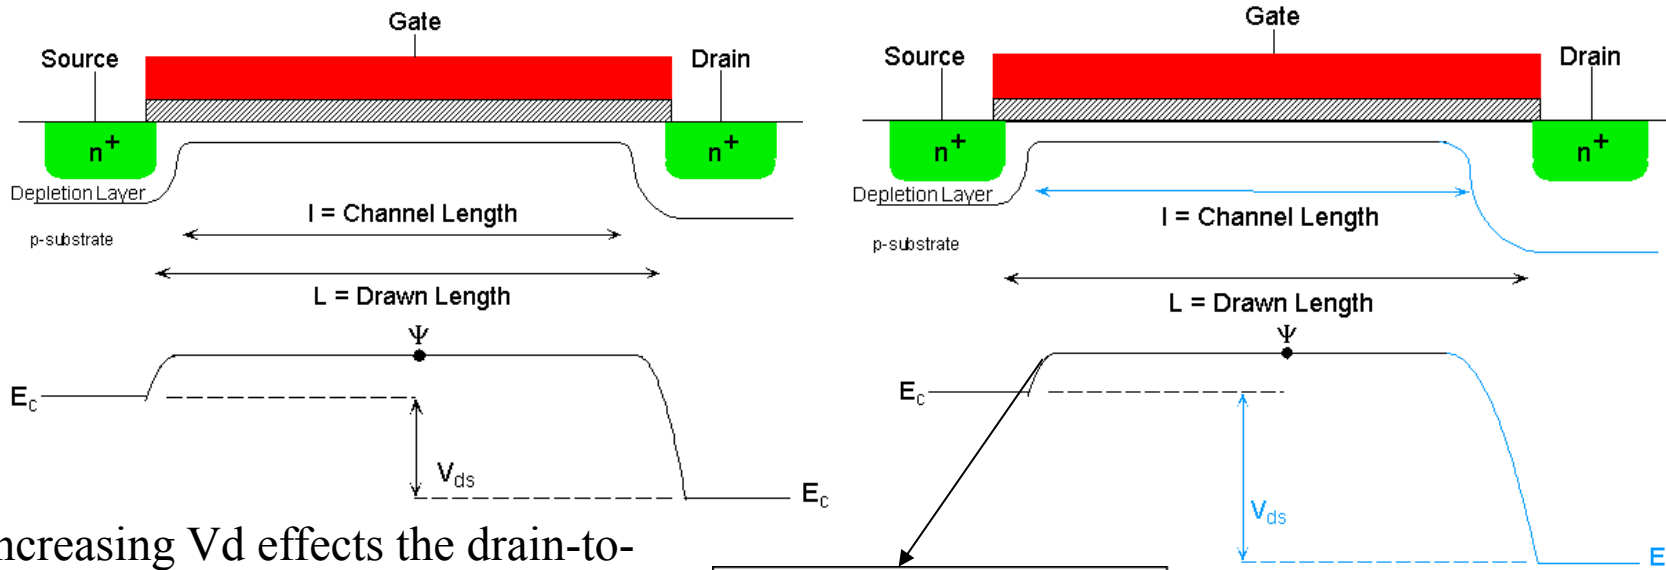 Gate
Source
Drain
n+
n+
Depletion Layer
l = Channel Length
p-substrate
L = Drawn Length
Ψ
Ec
Vds
Ec
Gate
Source
Drain
n+
n+
Depletion Layer
l = Channel Length
p-substrate
L = Drawn Length
Ψ
Ec
Vds
E
ncreasing Vd effects the drain-to-